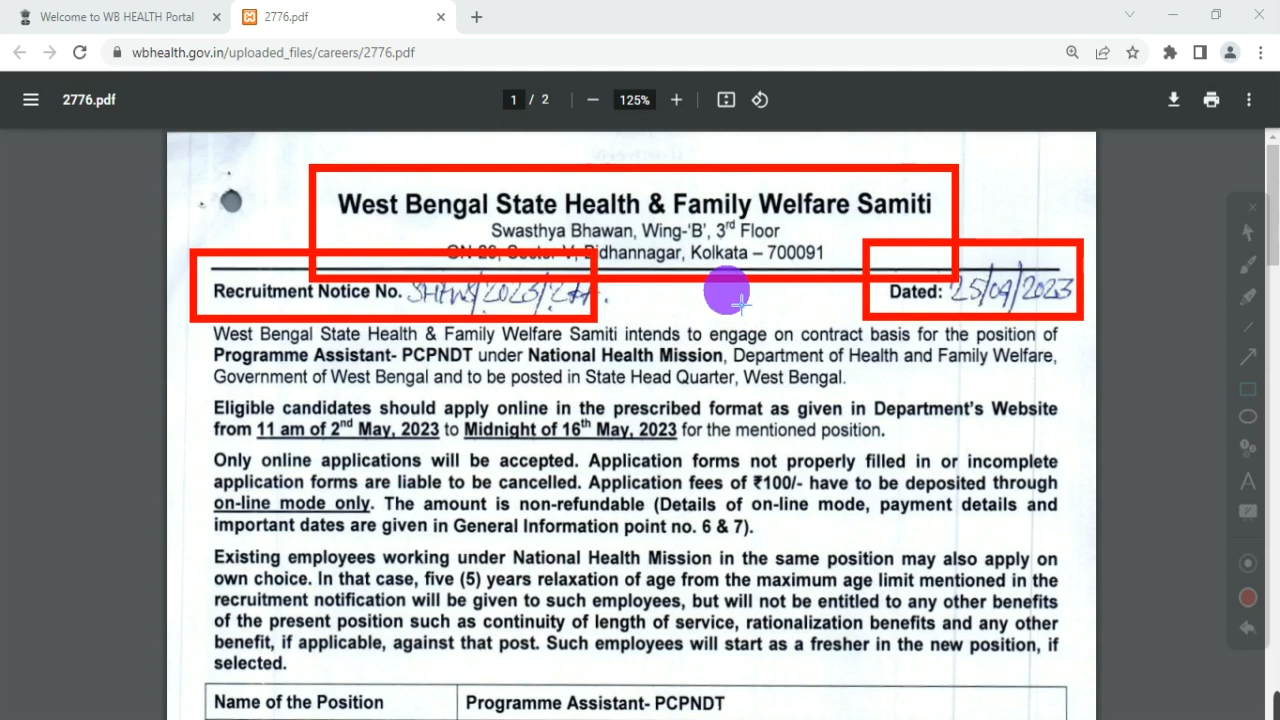 Welcome to WB HEALTH Portal
2776.pdf
wbhealth.gov.in/uploaded_files/careers/2776.pdf
2776.pdf
1 / 2
125%
West Bengal State Health & Family Welfare Samiti
Swasthya Bhawan, Wing-‘B’, 3rd Floor
GN-29, Sector-V, Bidhannagar, Kolkata – 700091
Recruitment Notice No.
Dated: 25/04/2023
West Bengal State Health & Family Welfare Samiti intends to engage on contract basis for the position of
Programme Assistant- PCPNDT under National Health Mission, Department of Health and Family Welfare,
Government of West Bengal and to be posted in State Head Quarter, West Bengal.
Eligible candidates should apply online in the prescribed format as given in Department’s Website
from 11 am of 2nd May, 2023 to Midnight of 16th May, 2023 for the mentioned position.
Only online applications will be accepted. Application forms not properly filled in or incomplete
application forms are liable to be cancelled. Application fees of ₹100/- have to be deposited through
on-line mode only. The amount is non-refundable (Details of on-line mode, payment details and
important dates are given in General Information point no. 6 & 7).
Existing employees working under National Health Mission in the same position may also apply on
own choice. In that case, five (5) years relaxation of age from the maximum age limit mentioned in the
recruitment notification will be given to such employees, but will not be entitled to any other benefits
of the present position such as continuity of length of service, rationalization benefits and any other
benefit, if applicable, against that post. Such employees will start as a fresher in the new position, if
selected.
Name of the Position
Programme Assistant- PCPNDT